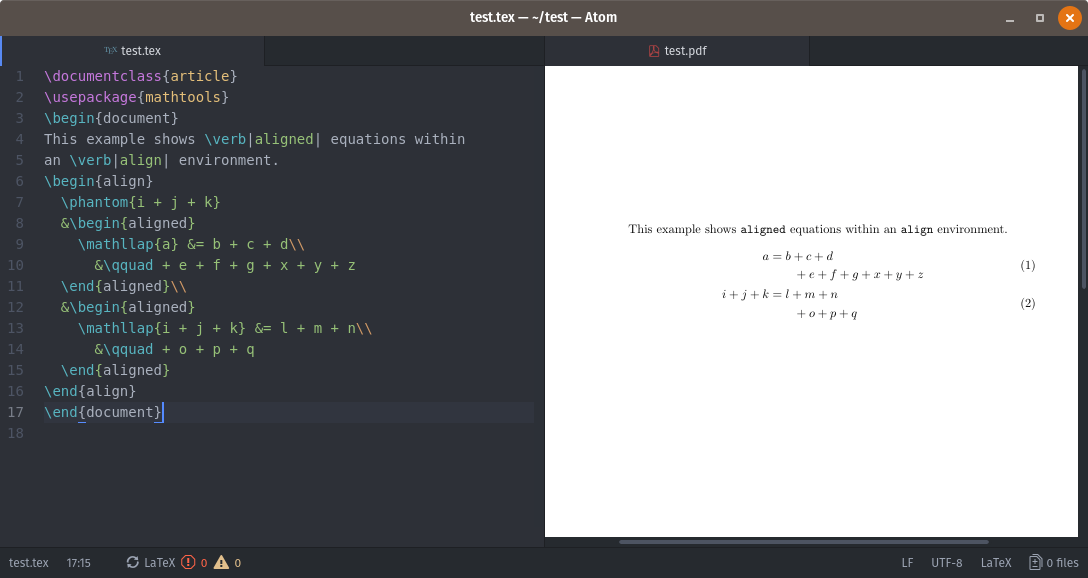 test.tex — ~/test — Atom
TEX test.tex
test.pdf
1 \documentclass{article}
2 \usepackage{mathtools}
3 \begin{document}
4 This example shows \verb|aligned| equations within
5 an \verb|align| environment.
6 \begin{align}
7   \phantom{i + j + k}
8   &\begin{aligned}
9     \mathllap{a} &= b + c + d\\
10       &\qquad + e + f + g + x + y + z
11   \end{aligned}\\
12   &\begin{aligned}
13     \mathllap{i + j + k} &= l + m + n\\
14       &\qquad + o + p + q
15   \end{aligned}
16 \end{align}
17 \end{document}
18
This example shows aligned equations within an align environment.
a = b + c + d
+ e + f + g + x + y + z (1)
i + j + k = l + m + n
+ o + p + q (2)
test.tex 17:15 LaTeX 0 0 LF UTF-8 LaTeX 0 files